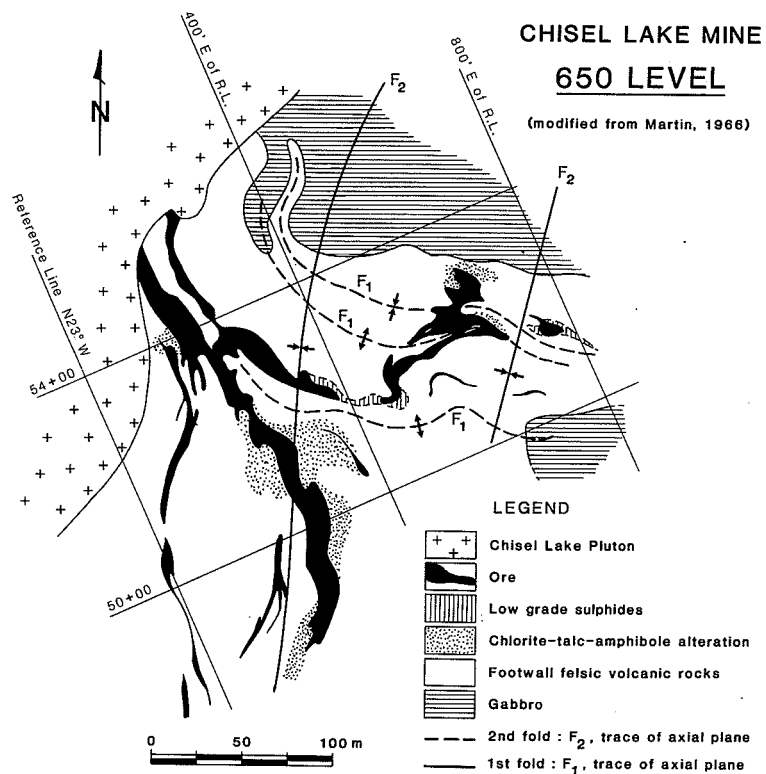 CHISEL LAKE MINE
650 LEVEL
(modified from Martin, 1966)
N
400' E of R.L.
800' E of R.L.
Reference Line N23° W
F2
F2
F1
F1
F1
54+00
50+00
LEGEND
Chisel Lake Pluton
Ore
Low grade sulphides
Chlorite-talc-amphibole alteration
Footwall felsic volcanic rocks
Gabbro
2nd fold : F2 , trace of axial plane
1st fold : F1 , trace of axial plane
0 50 100 m